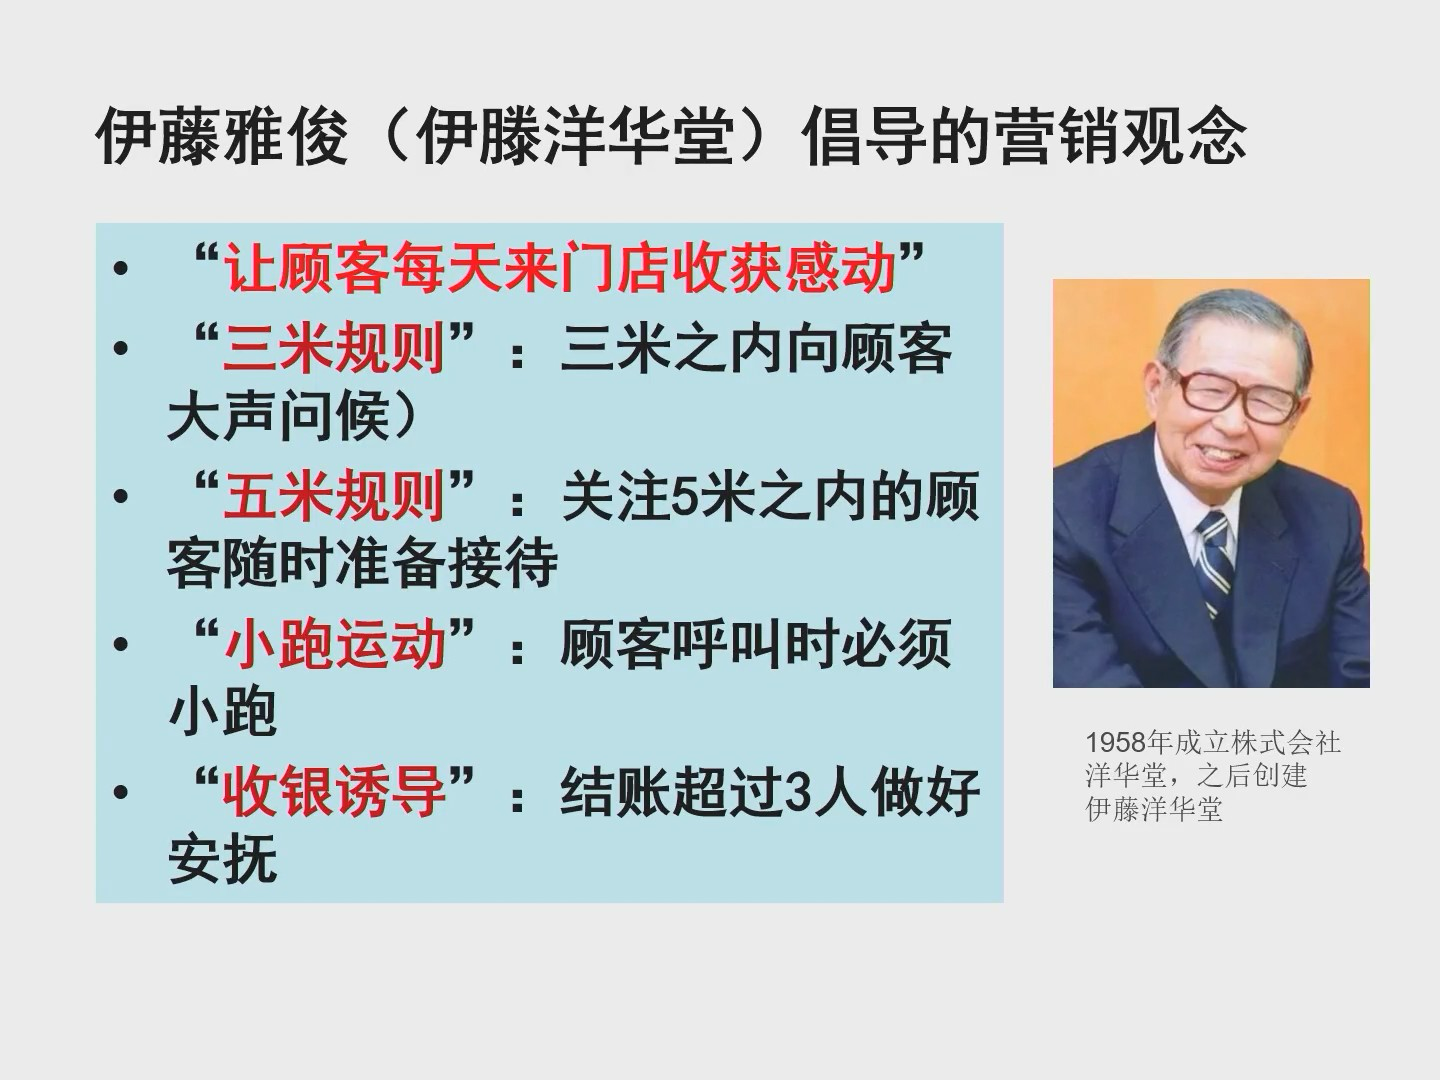 伊藤雅俊（伊滕洋华堂）倡导的营销观念
• “让顾客每天来门店收获感动”
• “三米规则”：三米之内向顾客
大声问候）
• “五米规则”：关注5米之内的顾
客随时准备接待
• “小跑运动”：顾客呼叫时必须
小跑
• “收银诱导”：结账超过3人做好
安抚
1958年成立株式会社
洋华堂，之后创建
伊藤洋华堂